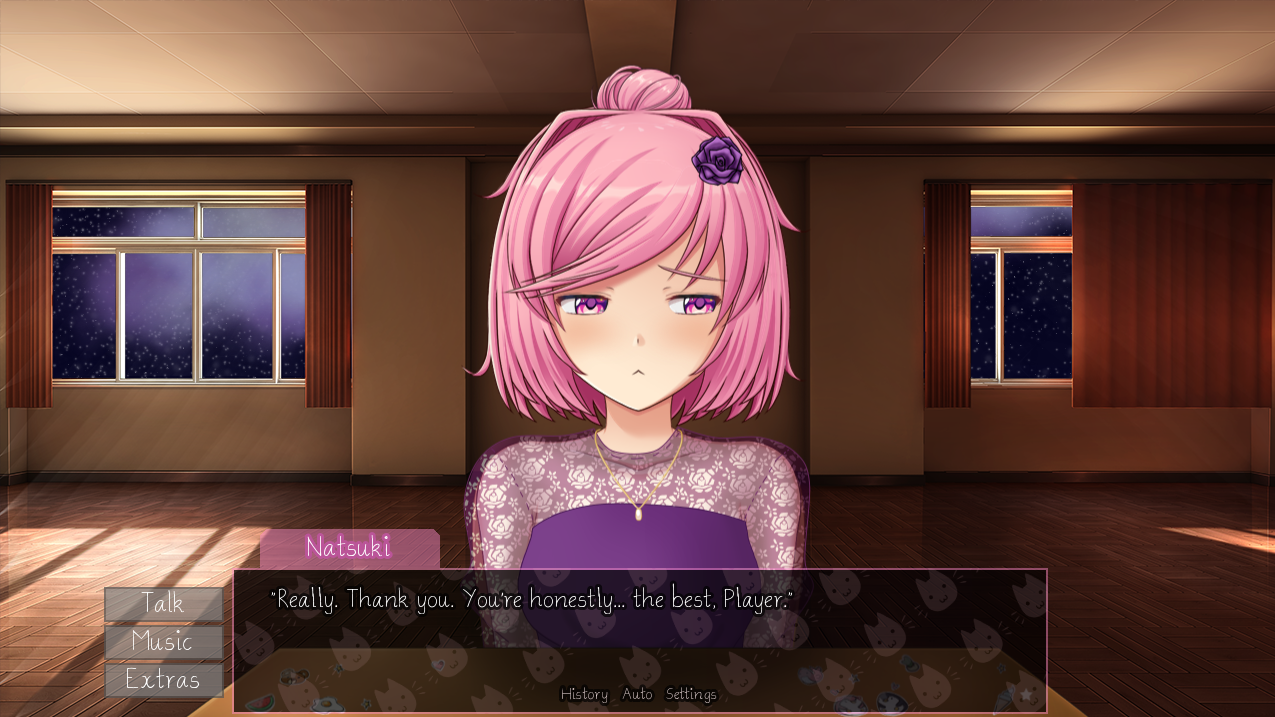 Natsuki
"Really. Thank you. You're honestly... the best, Player."
Talk
Music
Extras
History Auto Settings